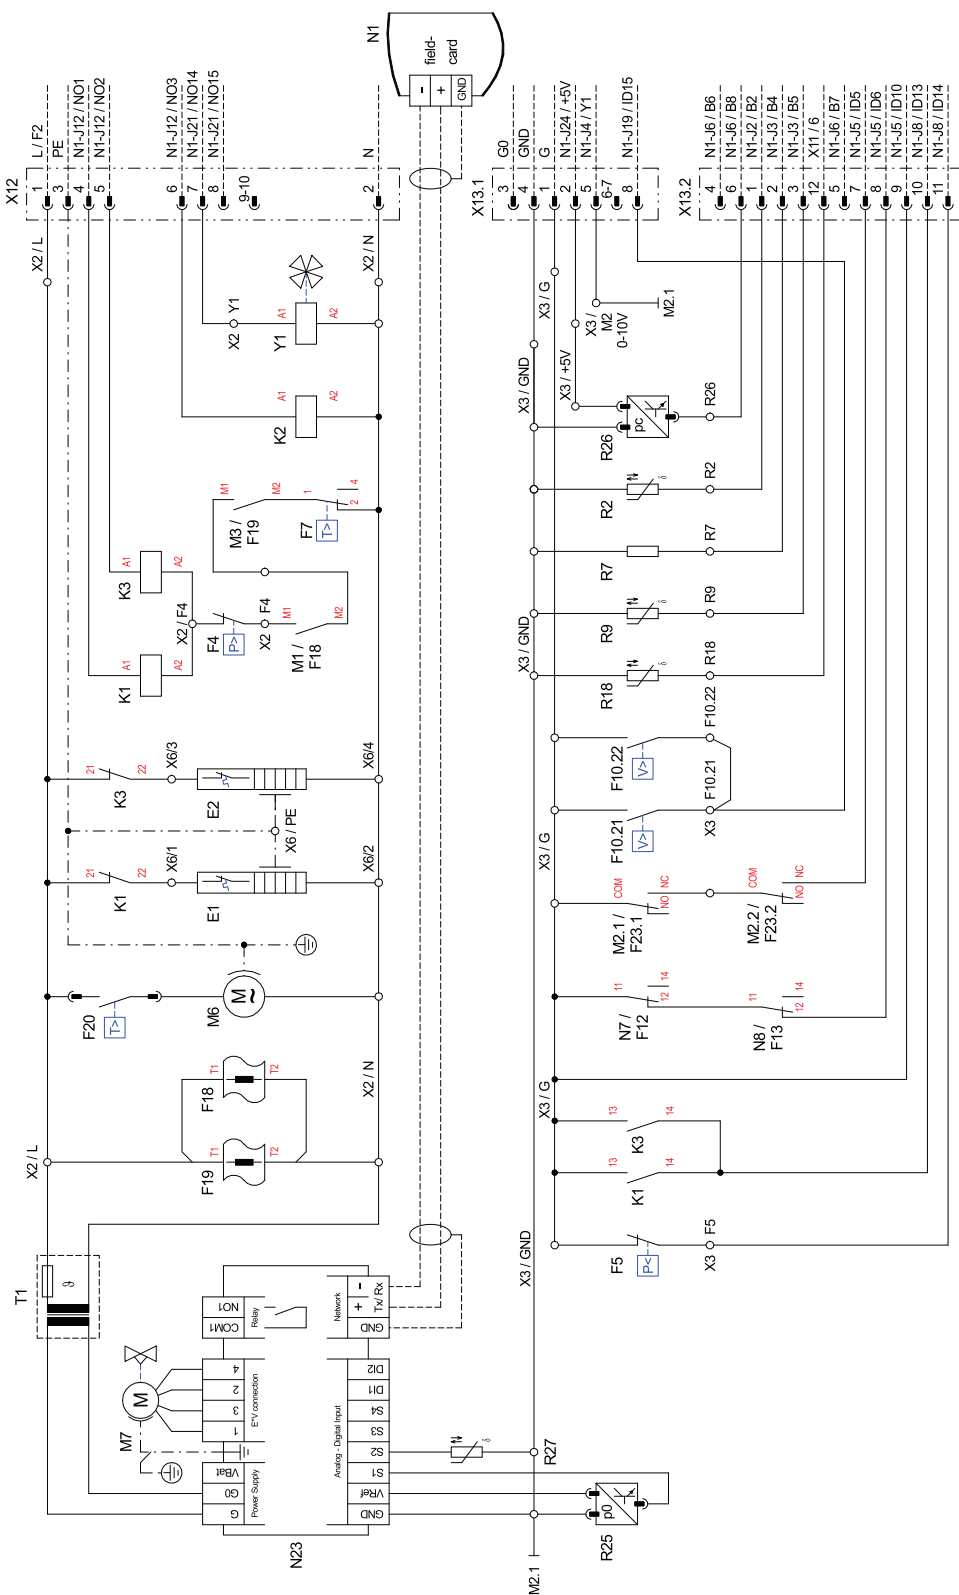 N1
field-
card
-
+
GND
X12
1
3
4
5
6
7
8
9-10
2
L / F2
PE
N1-J12 / NO1
N1-J12 / NO2
N1-J12 / NO3
N1-J21 / NO14
N1-J21 / NO15
N
X13.1
3
4
1
2
5
6-7
8
G0
GND
G
N1-J24 / +5V
N1-J4 / Y1
N1-J19 / ID15
X13.2
4
6
1
2
3
12
5
7
8
9
10
11
N1-J6 / B6
N1-J6 / B8
N1-J2 / B2
N1-J3 / B4
N1-J3 / B5
X11 / 6
N1-J6 / B7
N1-J5 / ID5
N1-J5 / ID6
N1-J5 / ID10
N1-J8 / ID13
N1-J8 / ID14
X2 / L
X2 / N
X2
Y1
A1
Y1
A2
A1
K2
A2
M1
M3 /
F19
M2
1
F7
T>
2
4
A1
K3
A2
X2 / F4
F4
P>
X2
F4
M1
M1 /
F18
M2
A1
K1
A2
21
K3
22
X6/3
E2
X6/4
X6 / PE
21
K1
22
X6/1
E1
X6/2
F20
T>
M6
M
~
T1
F18
T2
X2 / N
T1
F19
T2
X2 / L
T1
ϑ
X3 / G
X3 / GND
X3 / +5V
X3 /
M2
0-10V
M2.1
R26
pc
R26
R2
δ
R2
R7
R7
X3 / GND
R9
δ
R9
R18
δ
R18
F10.22
V>
F10.22
F10.21
V>
X3
F10.21
X3 / G
COM
M2.1 /
F23.1
NO
NC
COM
M2.2 /
F23.2
NO
NC
11
N7 /
F12
12
14
11
N8 /
F13
12
14
X3 / G
13
K3
14
13
K1
14
F5
P<
X3
F5
X3 / GND
M7
M
N23
NO1
COM1
Relay
4
2
3
1
E²V connection
VBat
G0
G
Power Supply
Network
-
+
Tx/ Rx
GND
Analog - Digital Input
DI2
DI1
S4
S3
S2
S1
VRef
GND
δ
R27
R25
p0
M2.1